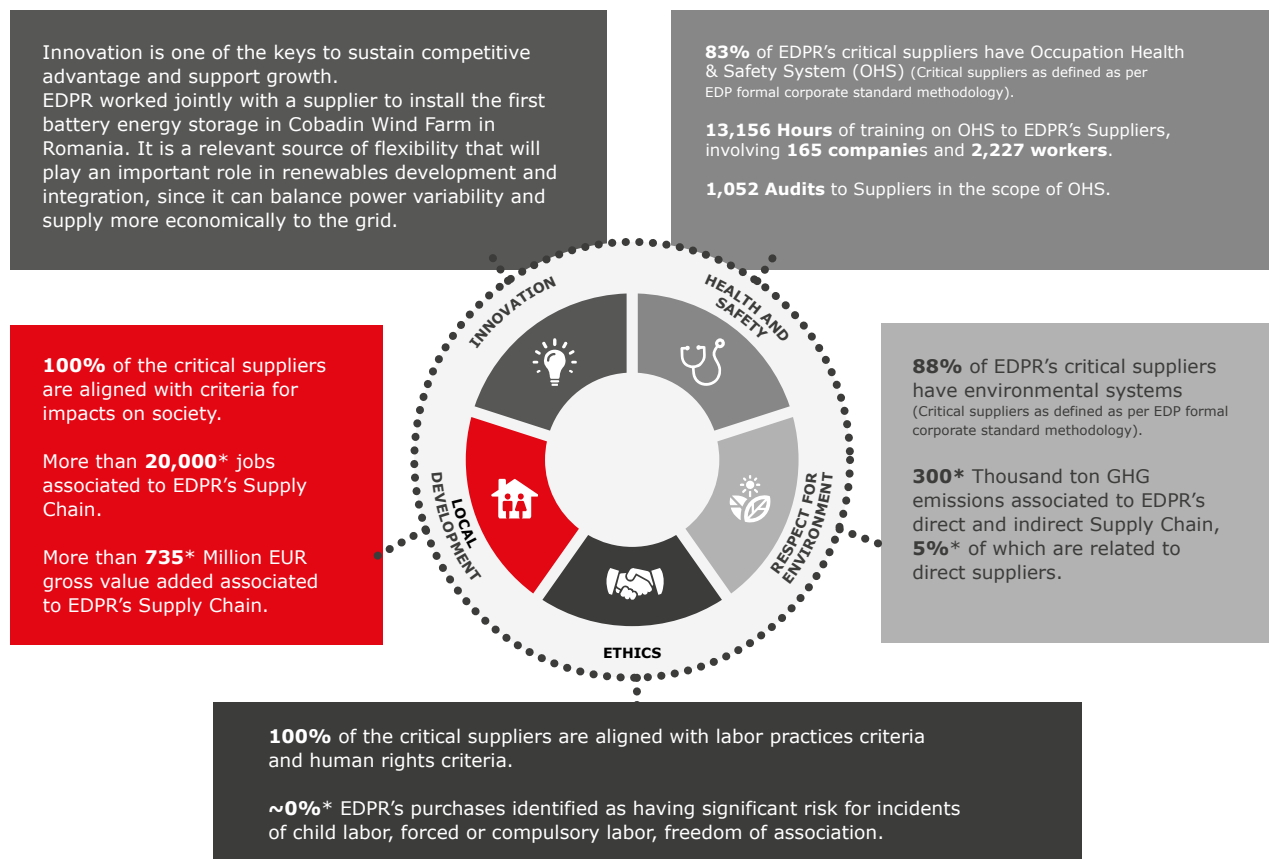 Innovation is one of the keys to sustain competitive
advantage and support growth.
EDPR worked jointly with a supplier to install the first
battery energy storage in Cobadin Wind Farm in
Romania. It is a relevant source of flexibility that will
play an important role in renewables development and
integration, since it can balance power variability and
supply more economically to the grid.
83% of EDPR's critical suppliers have Occupation Health
& Safety System (OHS) (Critical suppliers as defined as per
EDP formal corporate standard methodology).
13,156 Hours of training on OHS to EDPR's Suppliers,
involving 165 companies and 2,227 workers.
1,052 Audits to Suppliers in the scope of OHS.
INNOVATION
HEALTH AND
SAFETY
100% of the critical suppliers
are aligned with criteria for
impacts on society.
More than 20,000* jobs
associated to EDPR's Supply
Chain.
More than 735* Million EUR
gross value added associated
to EDPR's Supply Chain.
LOCAL
DEVELOPMENT
RESPECT FOR
ENVIRONMENT
88% of EDPR's critical suppliers
have environmental systems
(Critical suppliers as defined as per EDP formal
corporate standard methodology).
300* Thousand ton GHG
emissions associated to EDPR's
direct and indirect Supply Chain,
5%* of which are related to
direct suppliers.
ETHICS
100% of the critical suppliers are aligned with labor practices criteria
and human rights criteria.
~0%* EDPR's purchases identified as having significant risk for incidents
of child labor, forced or compulsory labor, freedom of association.